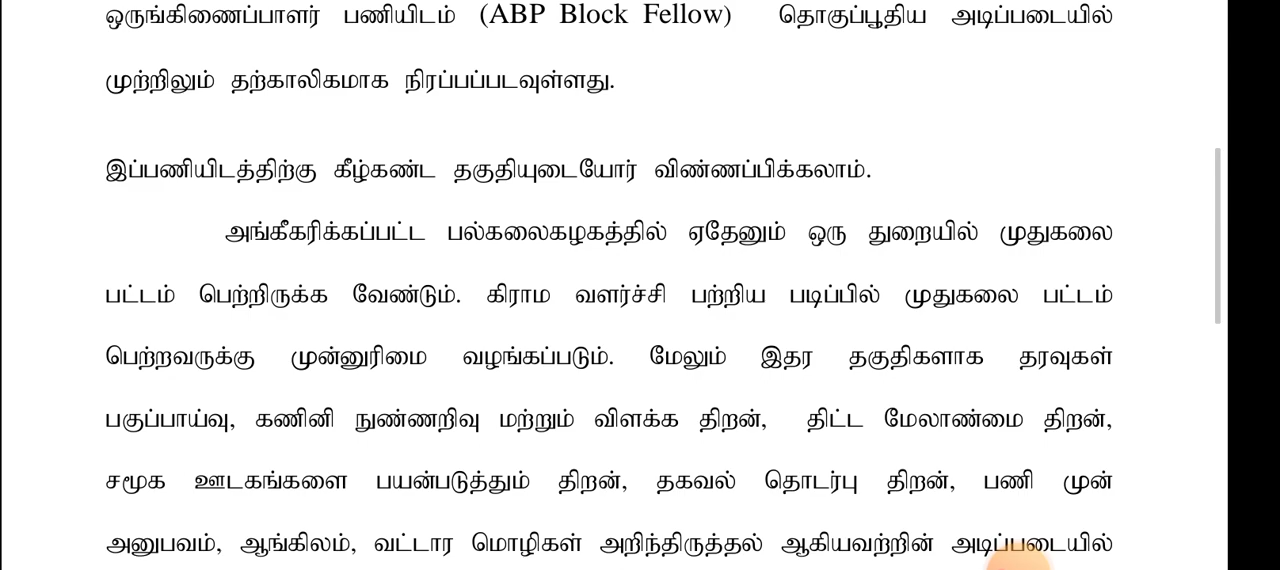 ஒருங்கிணைப்பாளர் பணியிடம் (ABP Block Fellow) தொகுப்பூதிய அடிப்படையில்
முற்றிலும் தற்காலிகமாக நிரப்பப்படவுள்ளது.
இப்பணியிடத்திற்கு கீழ்கண்ட தகுதியுடையோர் விண்ணப்பிக்கலாம்.
அங்கீகரிக்கப்பட்ட பல்கலைகழகத்தில் ஏதேனும் ஒரு துறையில் முதுகலை
பட்டம் பெற்றிருக்க வேண்டும். கிராம வளர்ச்சி பற்றிய படிப்பில் முதுகலை பட்டம்
பெற்றவருக்கு முன்னுரிமை வழங்கப்படும். மேலும் இதர தகுதிகளாக தரவுகள்
பகுப்பாய்வு, கணினி நுண்ணறிவு மற்றும் விளக்க திறன், திட்ட மேலாண்மை திறன்,
சமூக ஊடகங்களை பயன்படுத்தும் திறன், தகவல் தொடர்பு திறன், பணி முன்
அனுபவம், ஆங்கிலம், வட்டார மொழிகள் அறிந்திருத்தல் ஆகியவற்றின் அடிப்படையில்